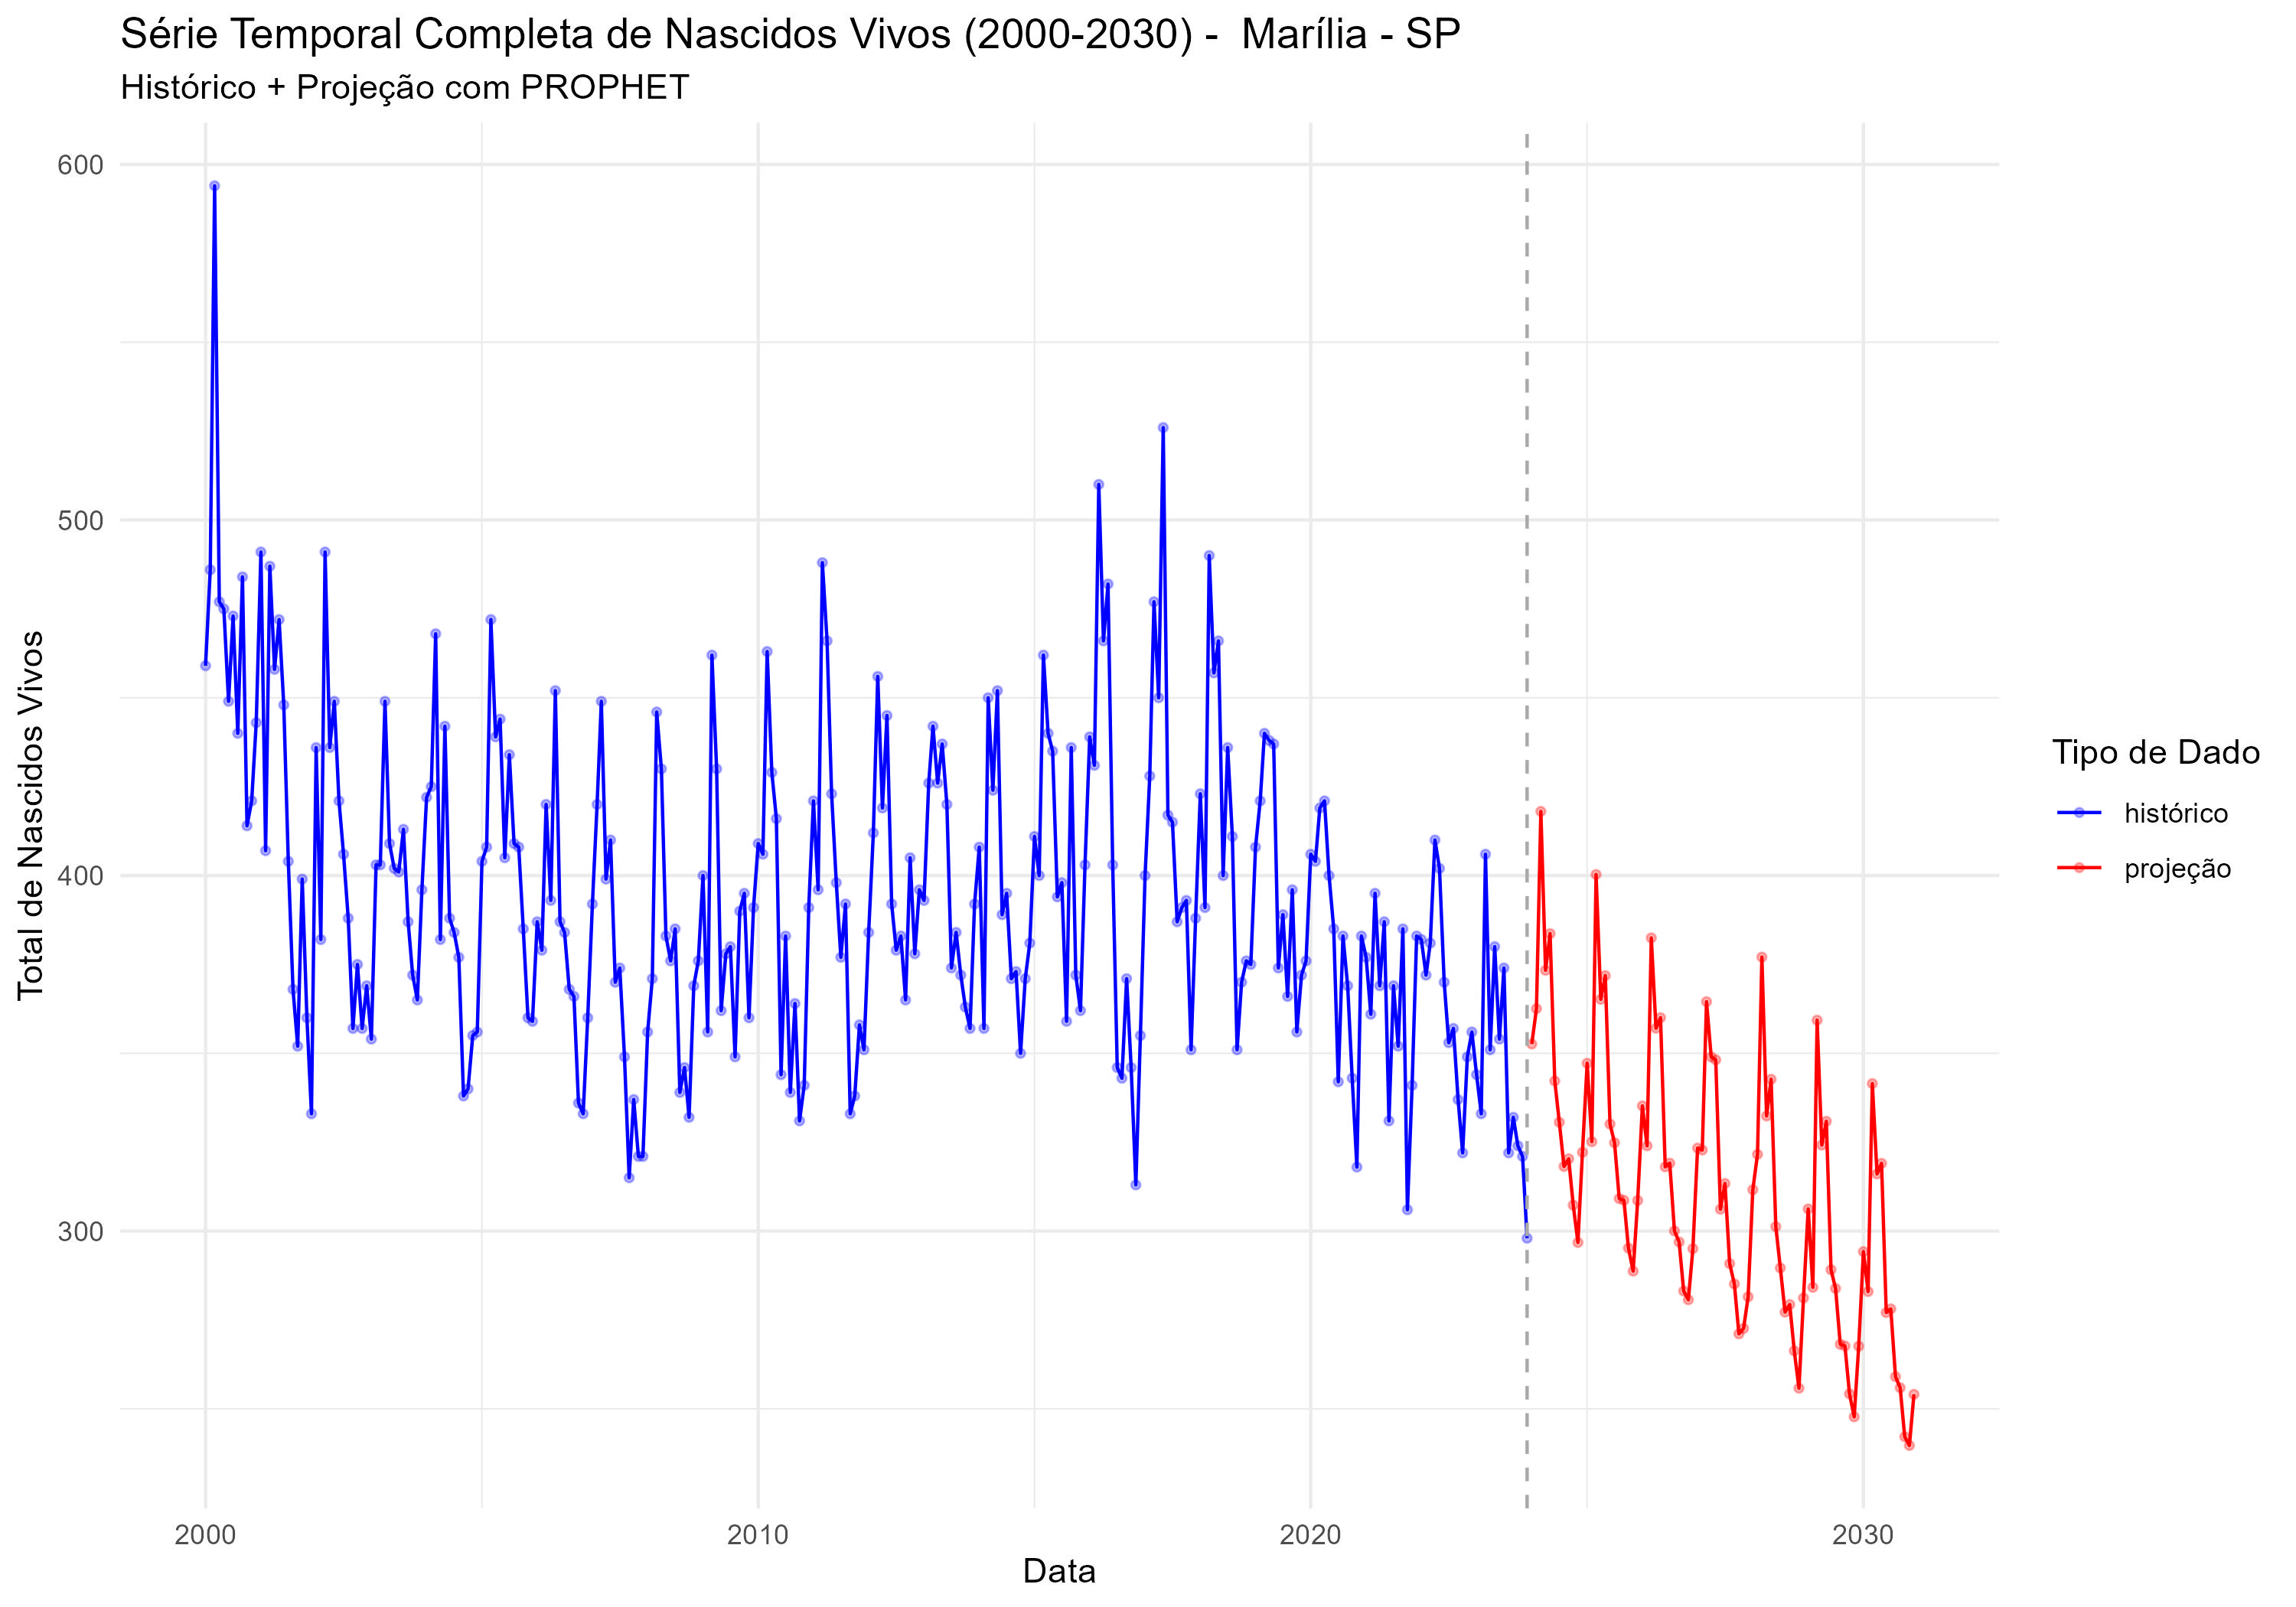 Série Temporal Completa de Nascidos Vivos (2000-2030) -  Marília - SP
Histórico + Projeção com PROPHET
Total de Nascidos Vivos
600
500
400
300
2000
2010
2020
2030
Data
Tipo de Dado
histórico
projeção